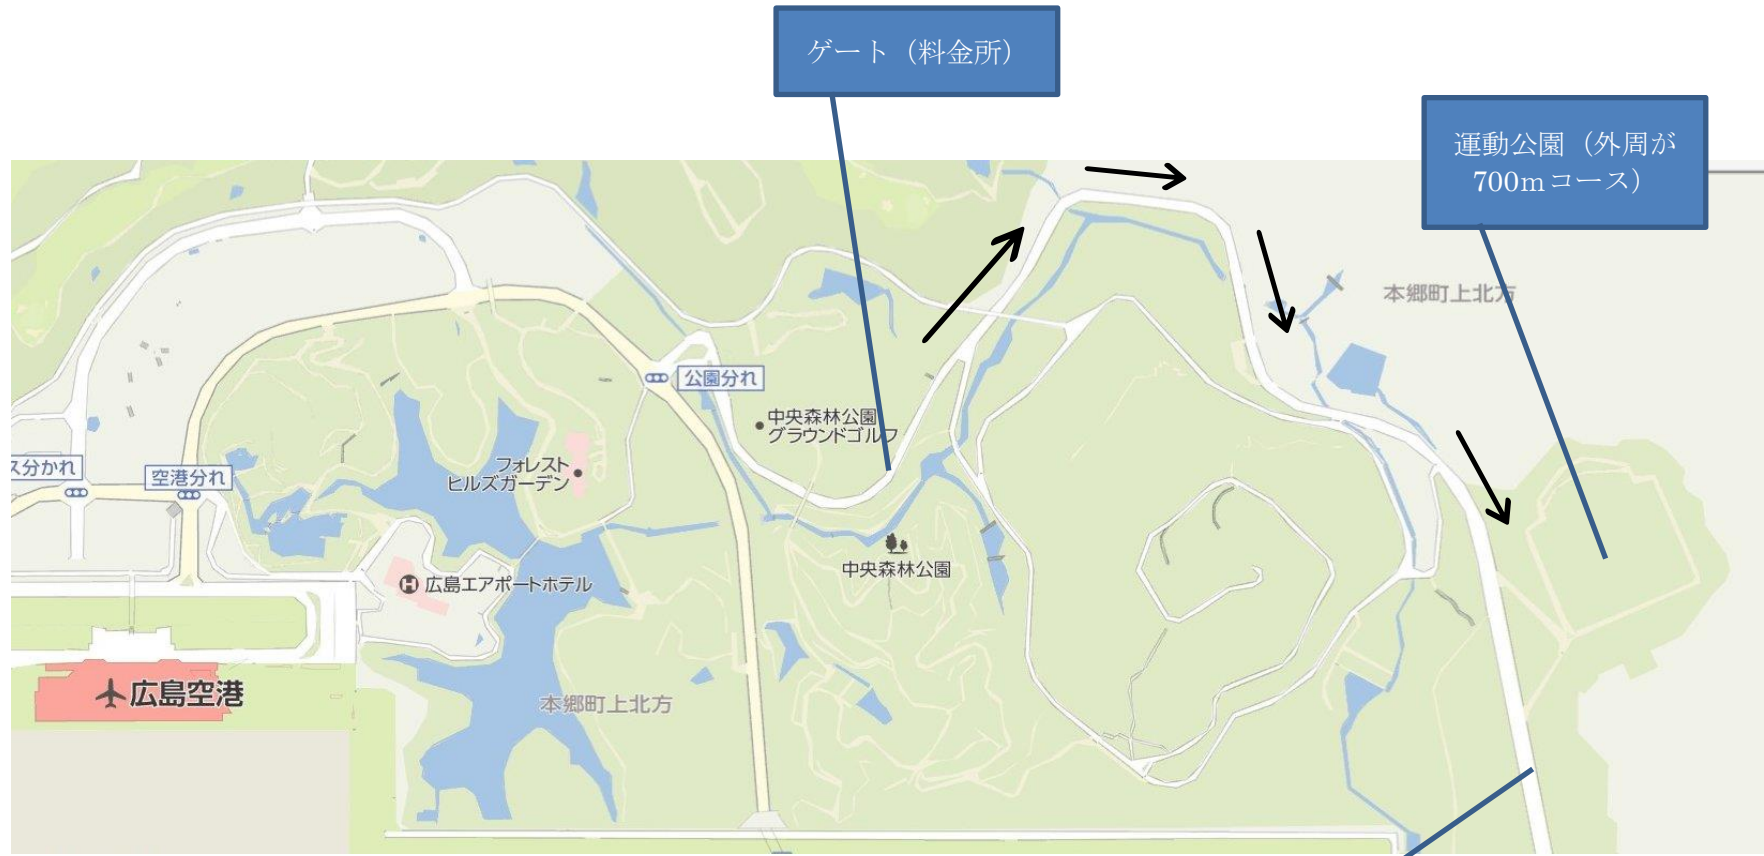 ゲート（料金所）
運動公園（外周が
700ｍコース）
本郷町上北方
公園分れ
中央森林公園
グラウンドゴルフ
ス分かれ
空港分れ
フォレスト
ヒルズガーデン
中央森林公園
H 広島エアポートホテル
広島空港
本郷町上北方